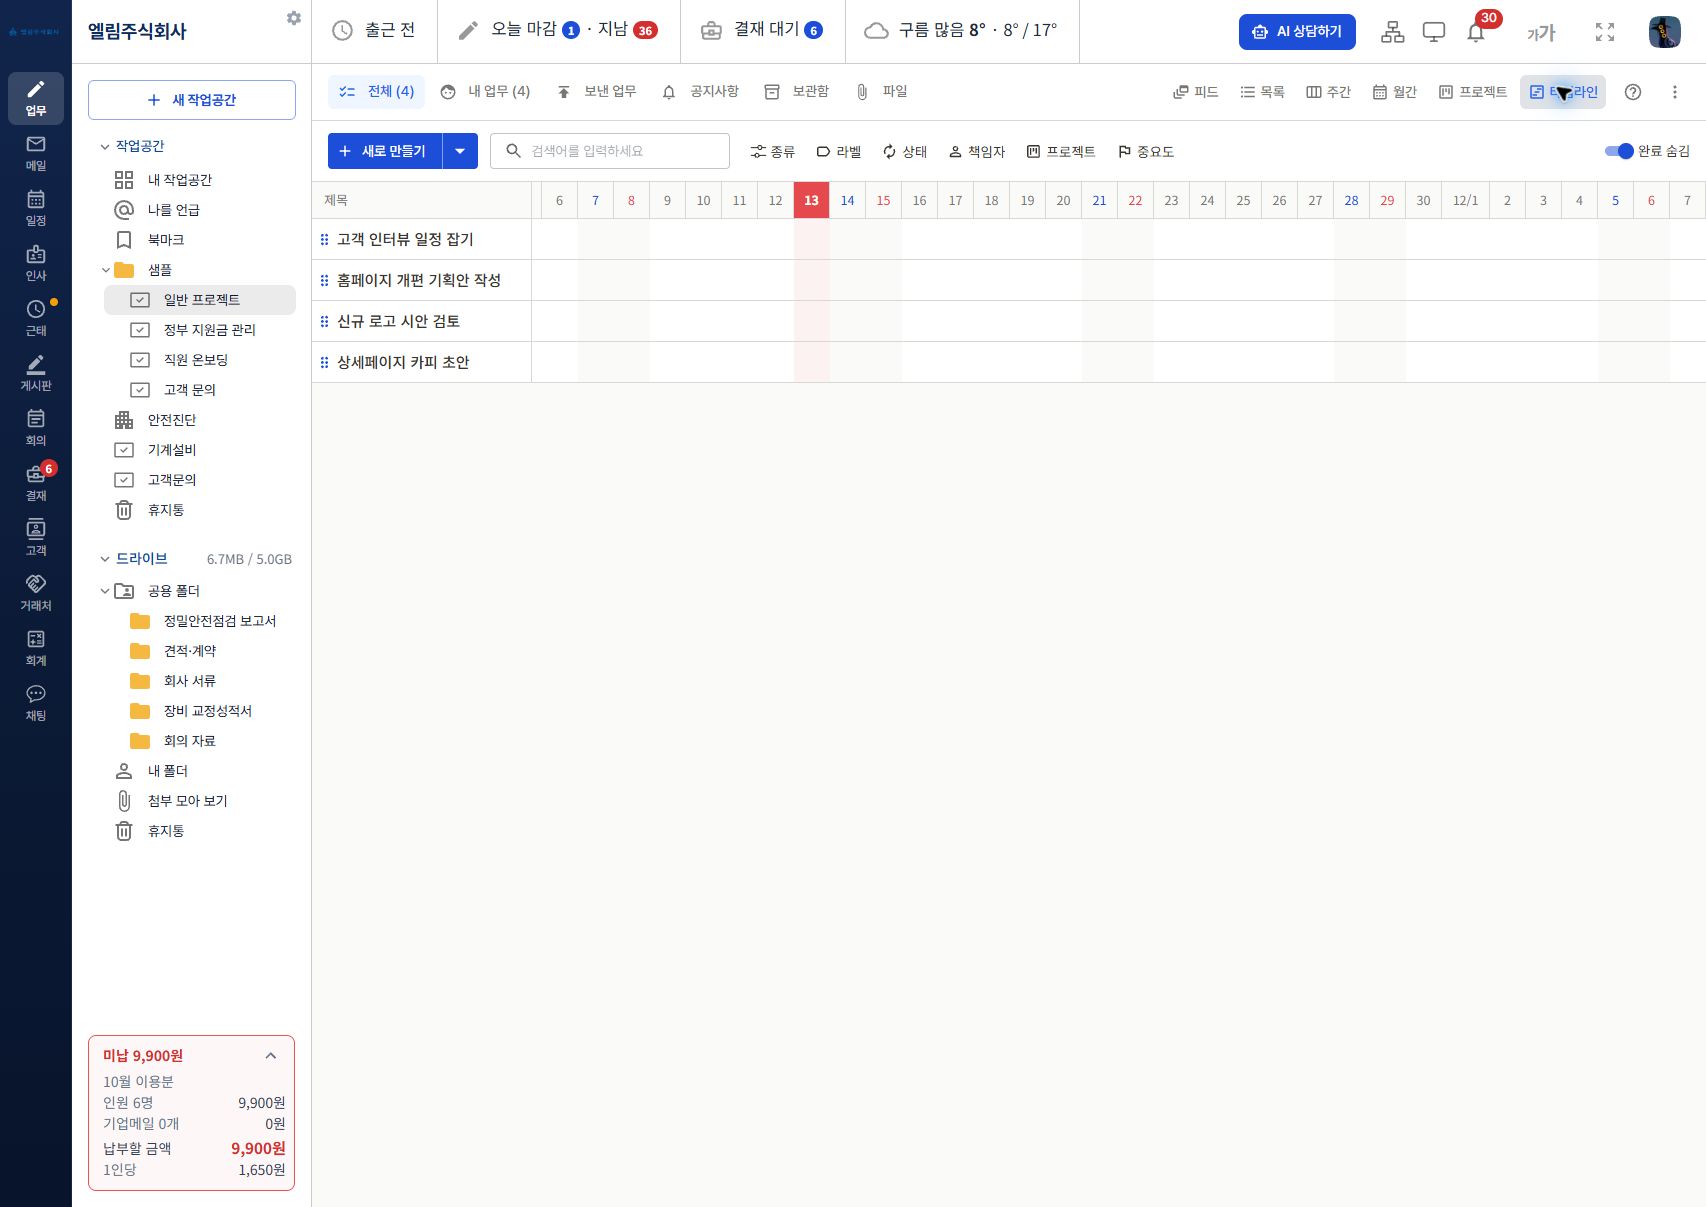 엘림주식회사
엘림주식회사
출근 전
오늘 마감 1 · 지남 36
결재 대기 6
구름 많음 8° · 8° / 17°
AI 상담하기
30
가가
업무
메일
일정
인사
근태
게시판
회의
6
결재
고객
거래처
회계
채팅
새 작업공간
작업공간
내 작업공간
나를 언급
북마크
샘플
일반 프로젝트
정부 지원금 관리
직원 온보딩
고객 문의
안전진단
기계설비
고객문의
휴지통
드라이브 6.7MB / 5.0GB
공용 폴더
정밀안전점검 보고서
견적·계약
회사 서류
장비 교정성적서
회의 자료
내 폴더
첨부 모아 보기
휴지통
미납 9,900원
10월 이용분
인원 6명 9,900원
기업메일 0개 0원
납부할 금액 9,900원
1인당 1,650원
전체 (4) 내 업무 (4) 보낸 업무 공지사항 보관함 파일
피드 목록 주간 월간 프로젝트
새로 만들기 검색어를 입력하세요 종류 라벨 상태 책임자 프로젝트 중요도 완료 숨김
제목 6 7 8 9 10 11 12 13 14 15 16 17 18 19 20 21 22 23 24 25 26 27 28 29 30 12/1 2 3 4 5 6 7
고객 인터뷰 일정 잡기
홈페이지 개편 기획안 작성
신규 로고 시안 검토
상세페이지 카피 초안